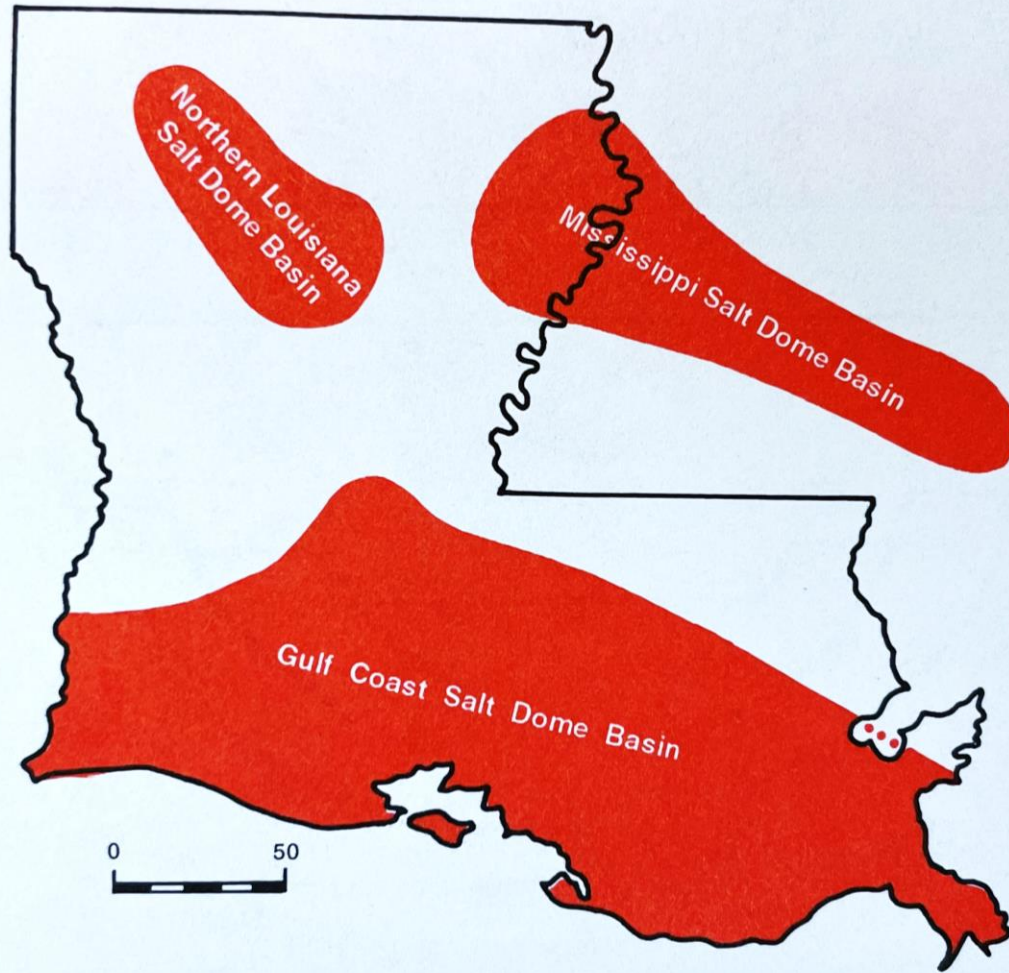 Northern Louisiana
Salt Dome Basin
Mississippi Salt Dome Basin
Gulf Coast Salt Dome Basin
0 50